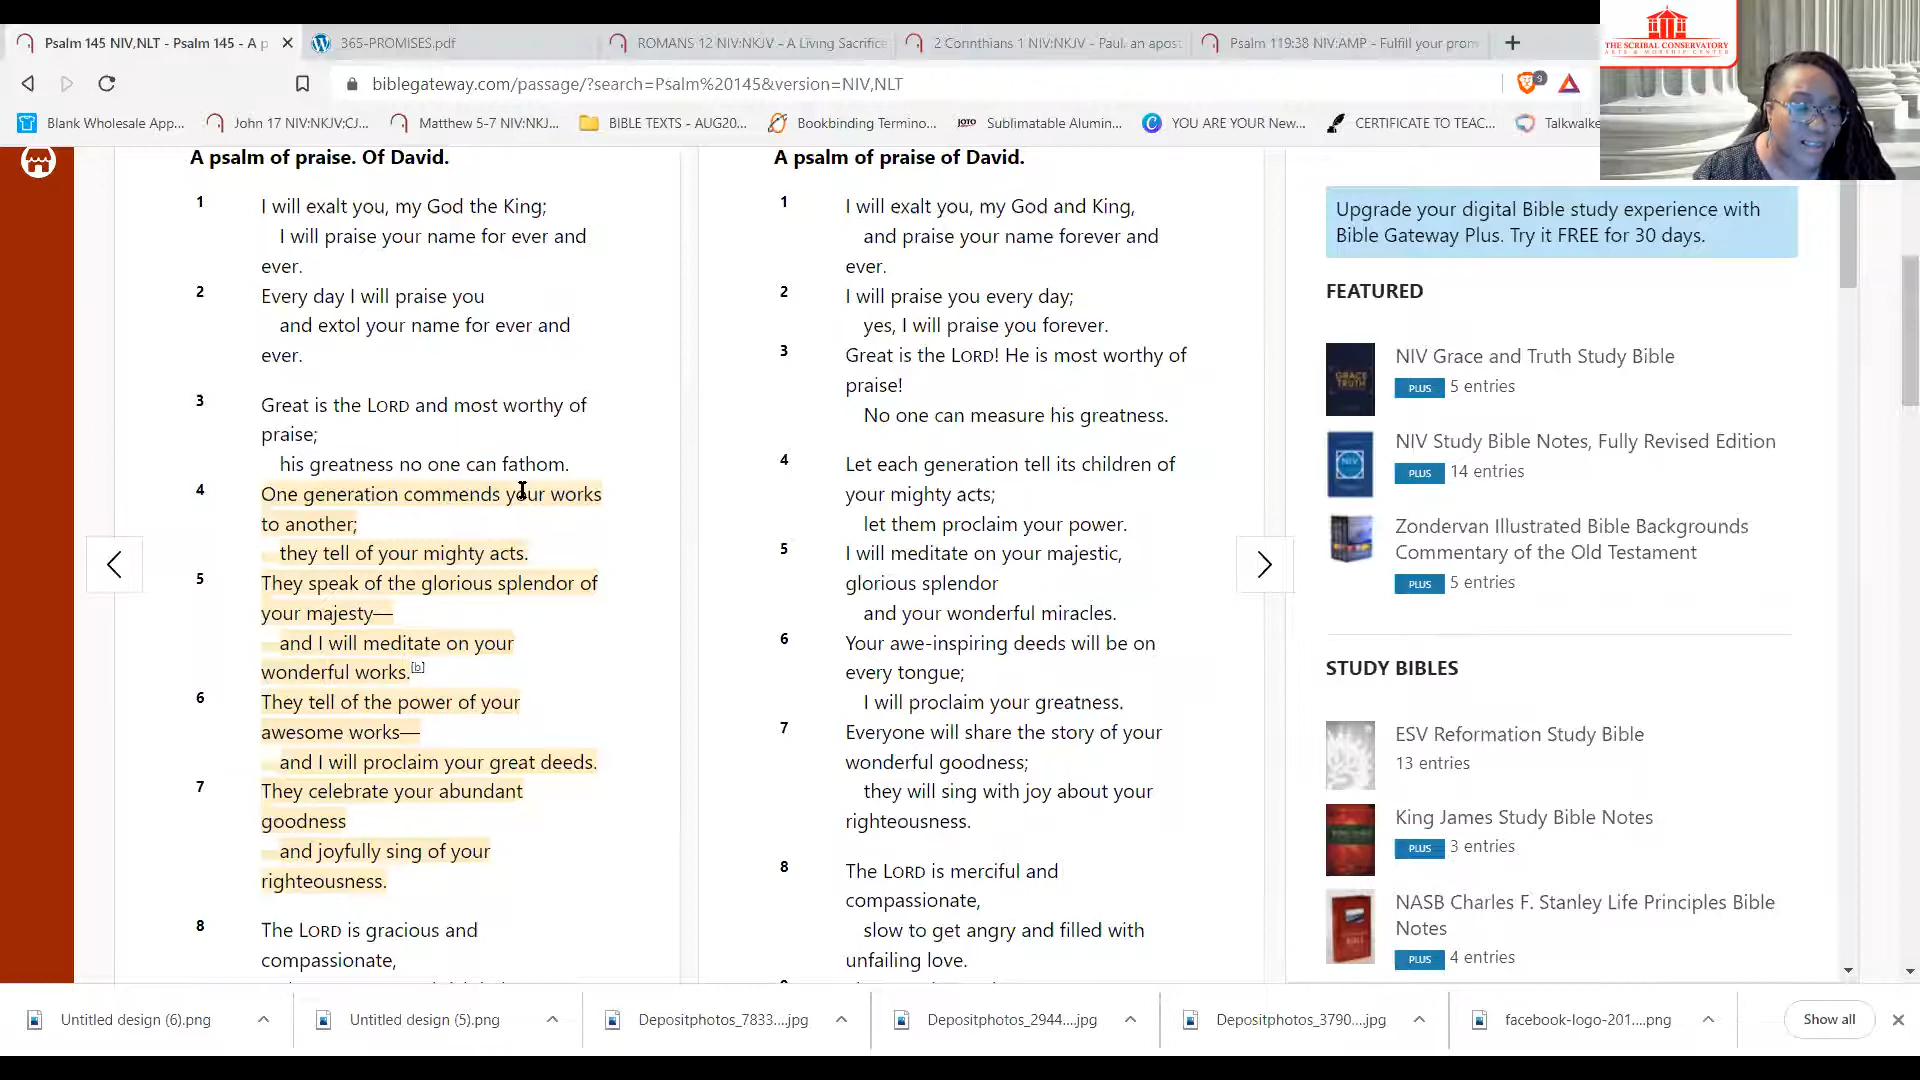 Psalm 145 NIV,NLT - Psalm 145 - A p
365-PROMISES.pdf
ROMANS 12 NIV:NKJV - A Living Sacrifice
2 Corinthians 1 NIV:NKJV - Paul, an apost
Psalm 119:38 NIV;AMP - Fulfill your prom
THE SCRIBAL CONSERVATORY
ARTS & WORSHIP CENTER
biblegateway.com/passage/?search=Psalm%20145&version=NIV,NLT
9
Blank Wholesale App...
John 17 NIV:NKJV;CJ...
Matthew 5-7 NIV:NKJ...
BIBLE TEXTS - AUG20...
Bookbinding Termino...
JOTO
Sublimatable Alumin...
YOU ARE YOUR New...
CERTIFICATE TO TEAC...
Talkwalke
A psalm of praise. Of David.
1 I will exalt you, my God the King;
I will praise your name for ever and
ever.
2 Every day I will praise you
and extol your name for ever and
ever.
3 Great is the LORD and most worthy of
praise;
his greatness no one can fathom.
4 One generation commends your works
to another;
they tell of your mighty acts.
5 They speak of the glorious splendor of
your majesty—
and I will meditate on your
wonderful works.[b]
6 They tell of the power of your
awesome works—
and I will proclaim your great deeds.
7 They celebrate your abundant
goodness
and joyfully sing of your
righteousness.
8 The LORD is gracious and
compassionate,
A psalm of praise of David.
1 I will exalt you, my God and King,
and praise your name forever and
ever.
2 I will praise you every day;
yes, I will praise you forever.
3 Great is the LORD! He is most worthy of
praise!
No one can measure his greatness.
4 Let each generation tell its children of
your mighty acts;
let them proclaim your power.
5 I will meditate on your majestic,
glorious splendor
and your wonderful miracles.
6 Your awe-inspiring deeds will be on
every tongue;
I will proclaim your greatness.
7 Everyone will share the story of your
wonderful goodness;
they will sing with joy about your
righteousness.
8 The LORD is merciful and
compassionate,
slow to get angry and filled with
unfailing love.
Upgrade your digital Bible study experience with
Bible Gateway Plus. Try it FREE for 30 days.
FEATURED
GRACE
TRUTH
NIV Grace and Truth Study Bible
PLUS 5 entries
NIV
NIV Study Bible Notes, Fully Revised Edition
PLUS 14 entries
Zondervan Illustrated Bible Backgrounds
Commentary of the Old Testament
PLUS 5 entries
STUDY BIBLES
ESV Reformation Study Bible
13 entries
King James Study Bible Notes
PLUS 3 entries
NASB Charles F. Stanley Life Principles Bible
Notes
PLUS 4 entries
Untitled design (6).png
Untitled design (5).png
Depositphotos_7833....jpg
Depositphotos_2944....jpg
Depositphotos_3790....jpg
facebook-logo-201....png
Show all